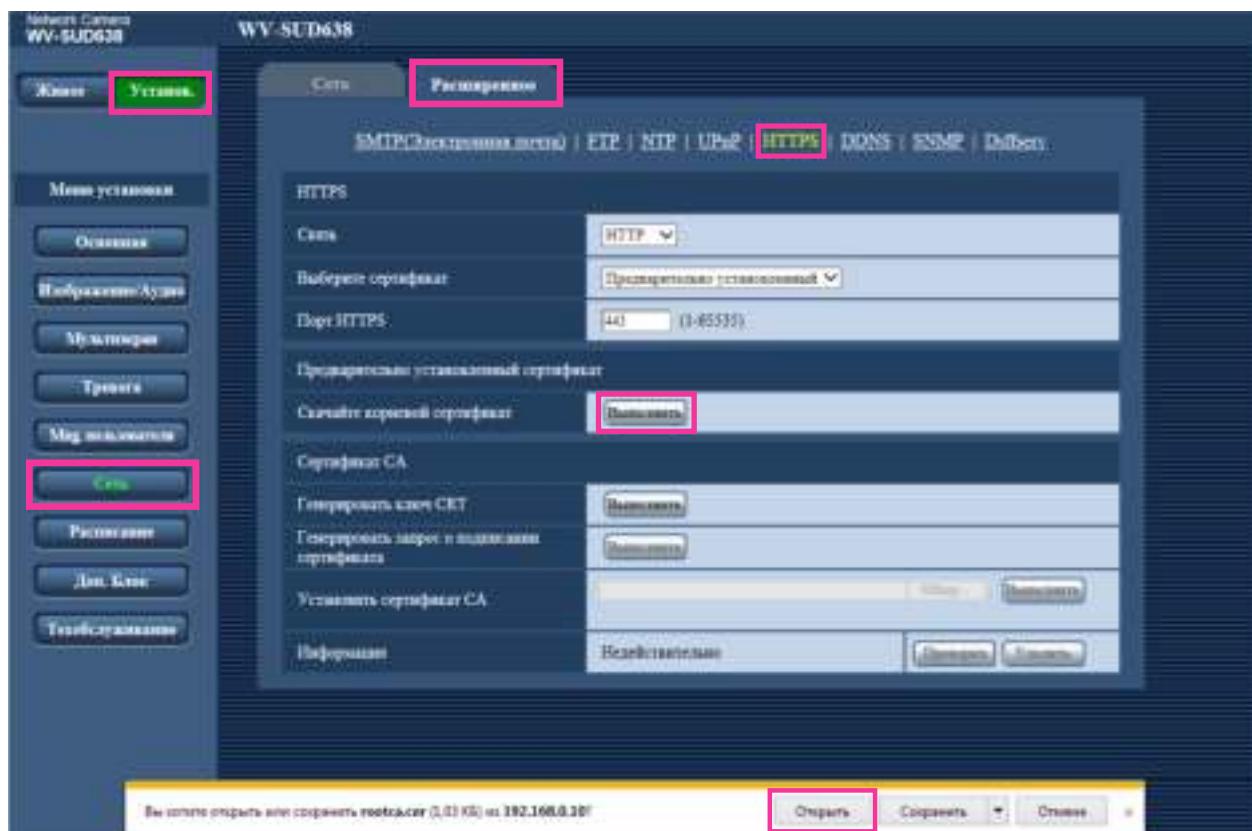 Network Camera
WV-SUD638
WV-SUD638
Живое
Установ.
Сеть
Расширенное
SMTP(Электронная почта) | FTP | NTP | UPnP | HTTPS | DDNS | SNMP | Diffserv
Меню установки
Основная
Изображение/Аудио
Мультиэкран
Тревога
Сеть
Расписание
Доп. Блок
Техобслуживание
HTTPS
Связь
HTTP
Выберите сертификат
Предварительно установленный
Порт HTTPS
443 (1-65535)
Предварительно установленный сертификат
Скачайте корневой сертификат
Выполнить
Сертификат CA
Генерировать ключ CRT
Выполнить
Генерировать запрос о подписании
сертификата
Выполнить
Установить сертификат CA
Выполнить
Информация
Недействительно
Проверить
Удалить
Вы хотите открыть или сохранить rootca.cer (1,03 КБ) из 192.168.0.10?
Открыть
Сохранить
Отмена
×